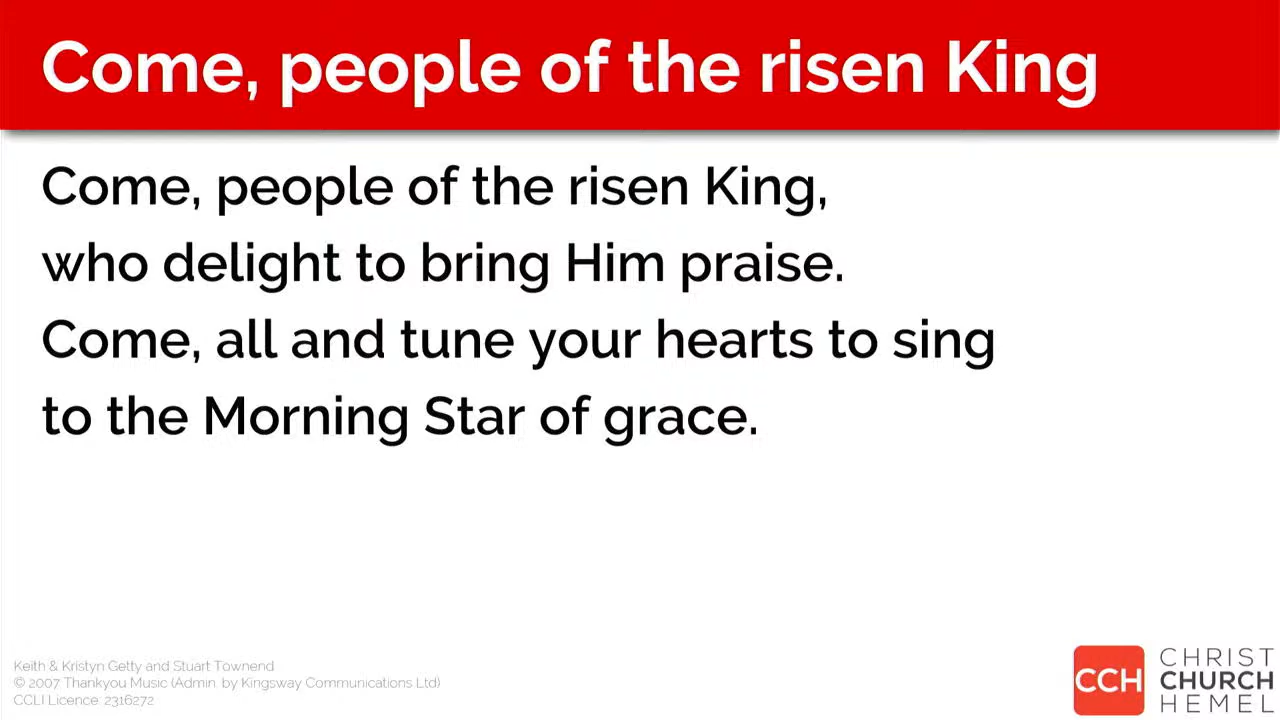 Come, people of the risen King
Come, people of the risen King,
who delight to bring Him praise.
Come, all and tune your hearts to sing
to the Morning Star of grace.
Keith & Kristyn Getty and Stuart Townend
© 2007 Thankyou Music (Admin. by Kingsway Communications Ltd)
CCLI Licence: 2316272
CCH
CHRIST
CHURCH
HEMEL